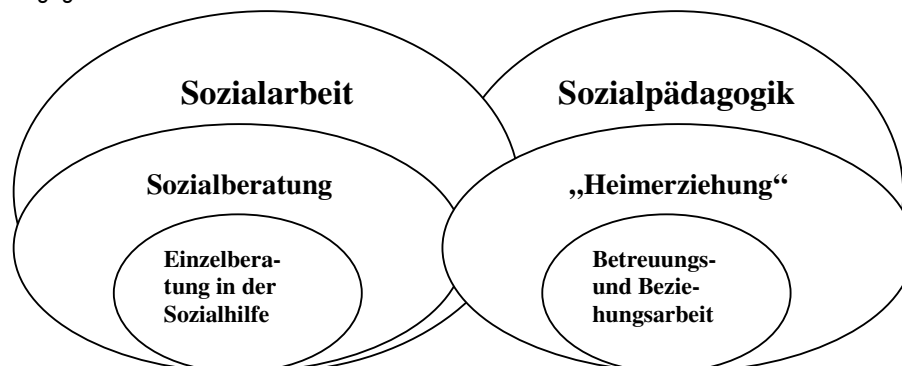 Sozialarbeit
Sozialpädagogik
Sozialberatung
„Heimerziehung“
Einzelbera-
tung in der
Sozialhilfe
Betreuungs-
und Bezie-
hungsarbeit